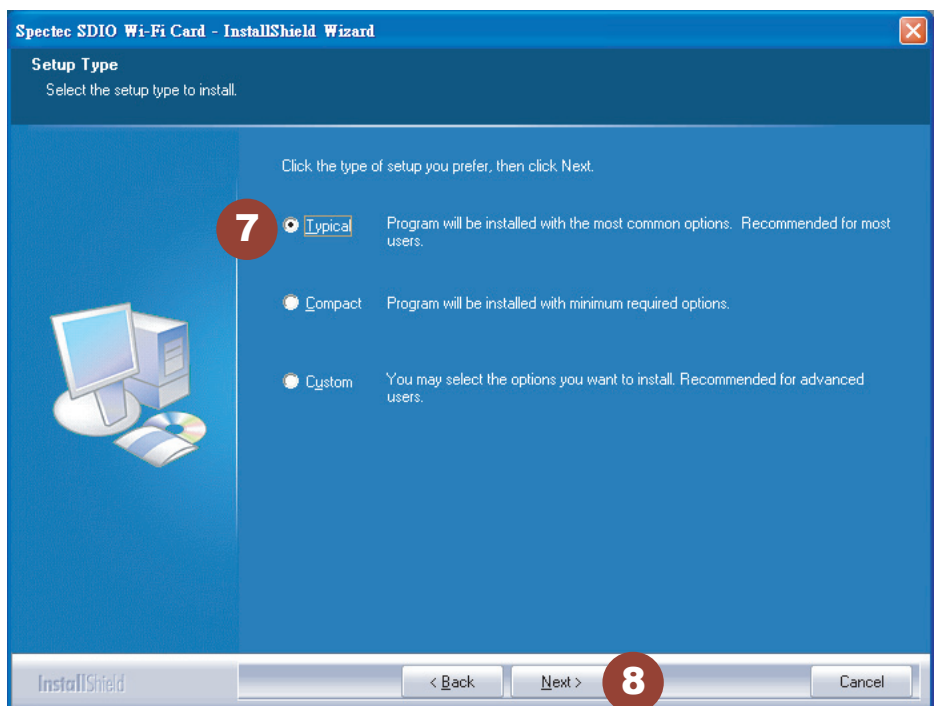 Spectec SDIO Wi-Fi Card - InstallShield Wizard
Setup Type
Select the setup type to install.
Click the type of setup you prefer, then click Next.
7
Typical
Program will be installed with the most common options. Recommended for most
users.
Compact
Program will be installed with minimum required options.
Custom
You may select the options you want to install. Recommended for advanced
users.
InstallShield
< Back
Next >
8
Cancel